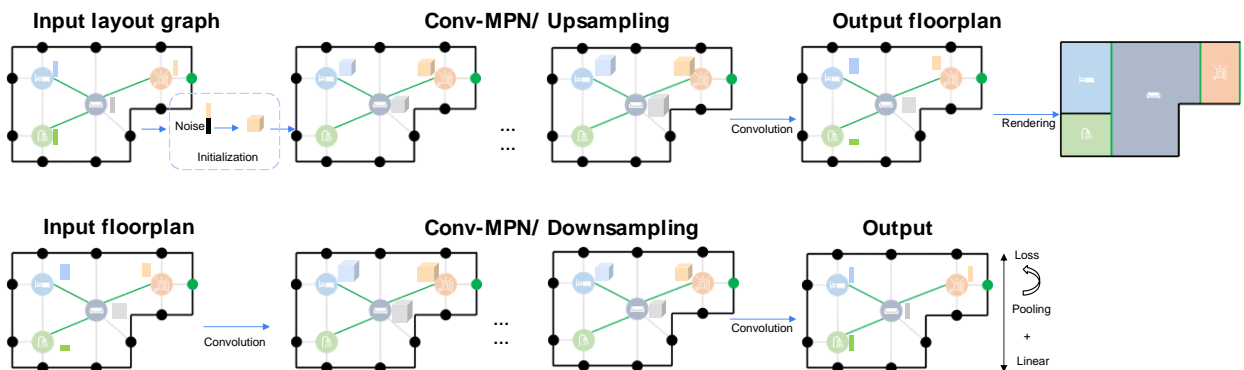 Input layout graph
Conv-MPN/ Upsampling
Output floorplan
Noise
Initialization
...
...
Convolution
Rendering
Input floorplan
Conv-MPN/ Downsampling
Output
Convolution
...
...
Convolution
Loss
Pooling
+
Linear